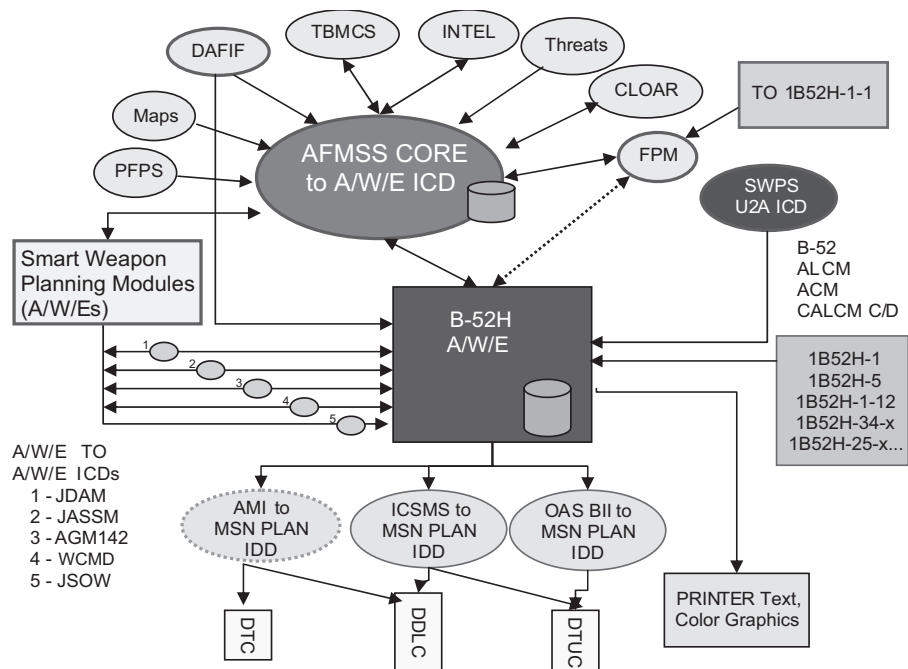 TBMCS
INTEL
DAFIF
Threats
CLOAR
TO 1B52H-1-1
Maps
AFMSS CORE
to A/W/E ICD
FPM
PFPS
SWPS
U2A ICD
Smart Weapon
Planning Modules
(A/W/Es)
B-52
ALCM
ACM
CALCM C/D
B-52H
A/W/E
1
2
3
4
5
1B52H-1
1B52H-5
1B52H-1-12
1B52H-34-x
1B52H-25-x...
A/W/E TO
A/W/E ICDs
1 - JDAM
2 - JASSM
3 - AGM142
4 - WCMD
5 - JSOW
AMI to
MSN PLAN
IDD
ICSMS to
MSN PLAN
IDD
OAS BII to
MSN PLAN
IDD
DTC
DDLC
DTUC
PRINTER Text,
Color Graphics